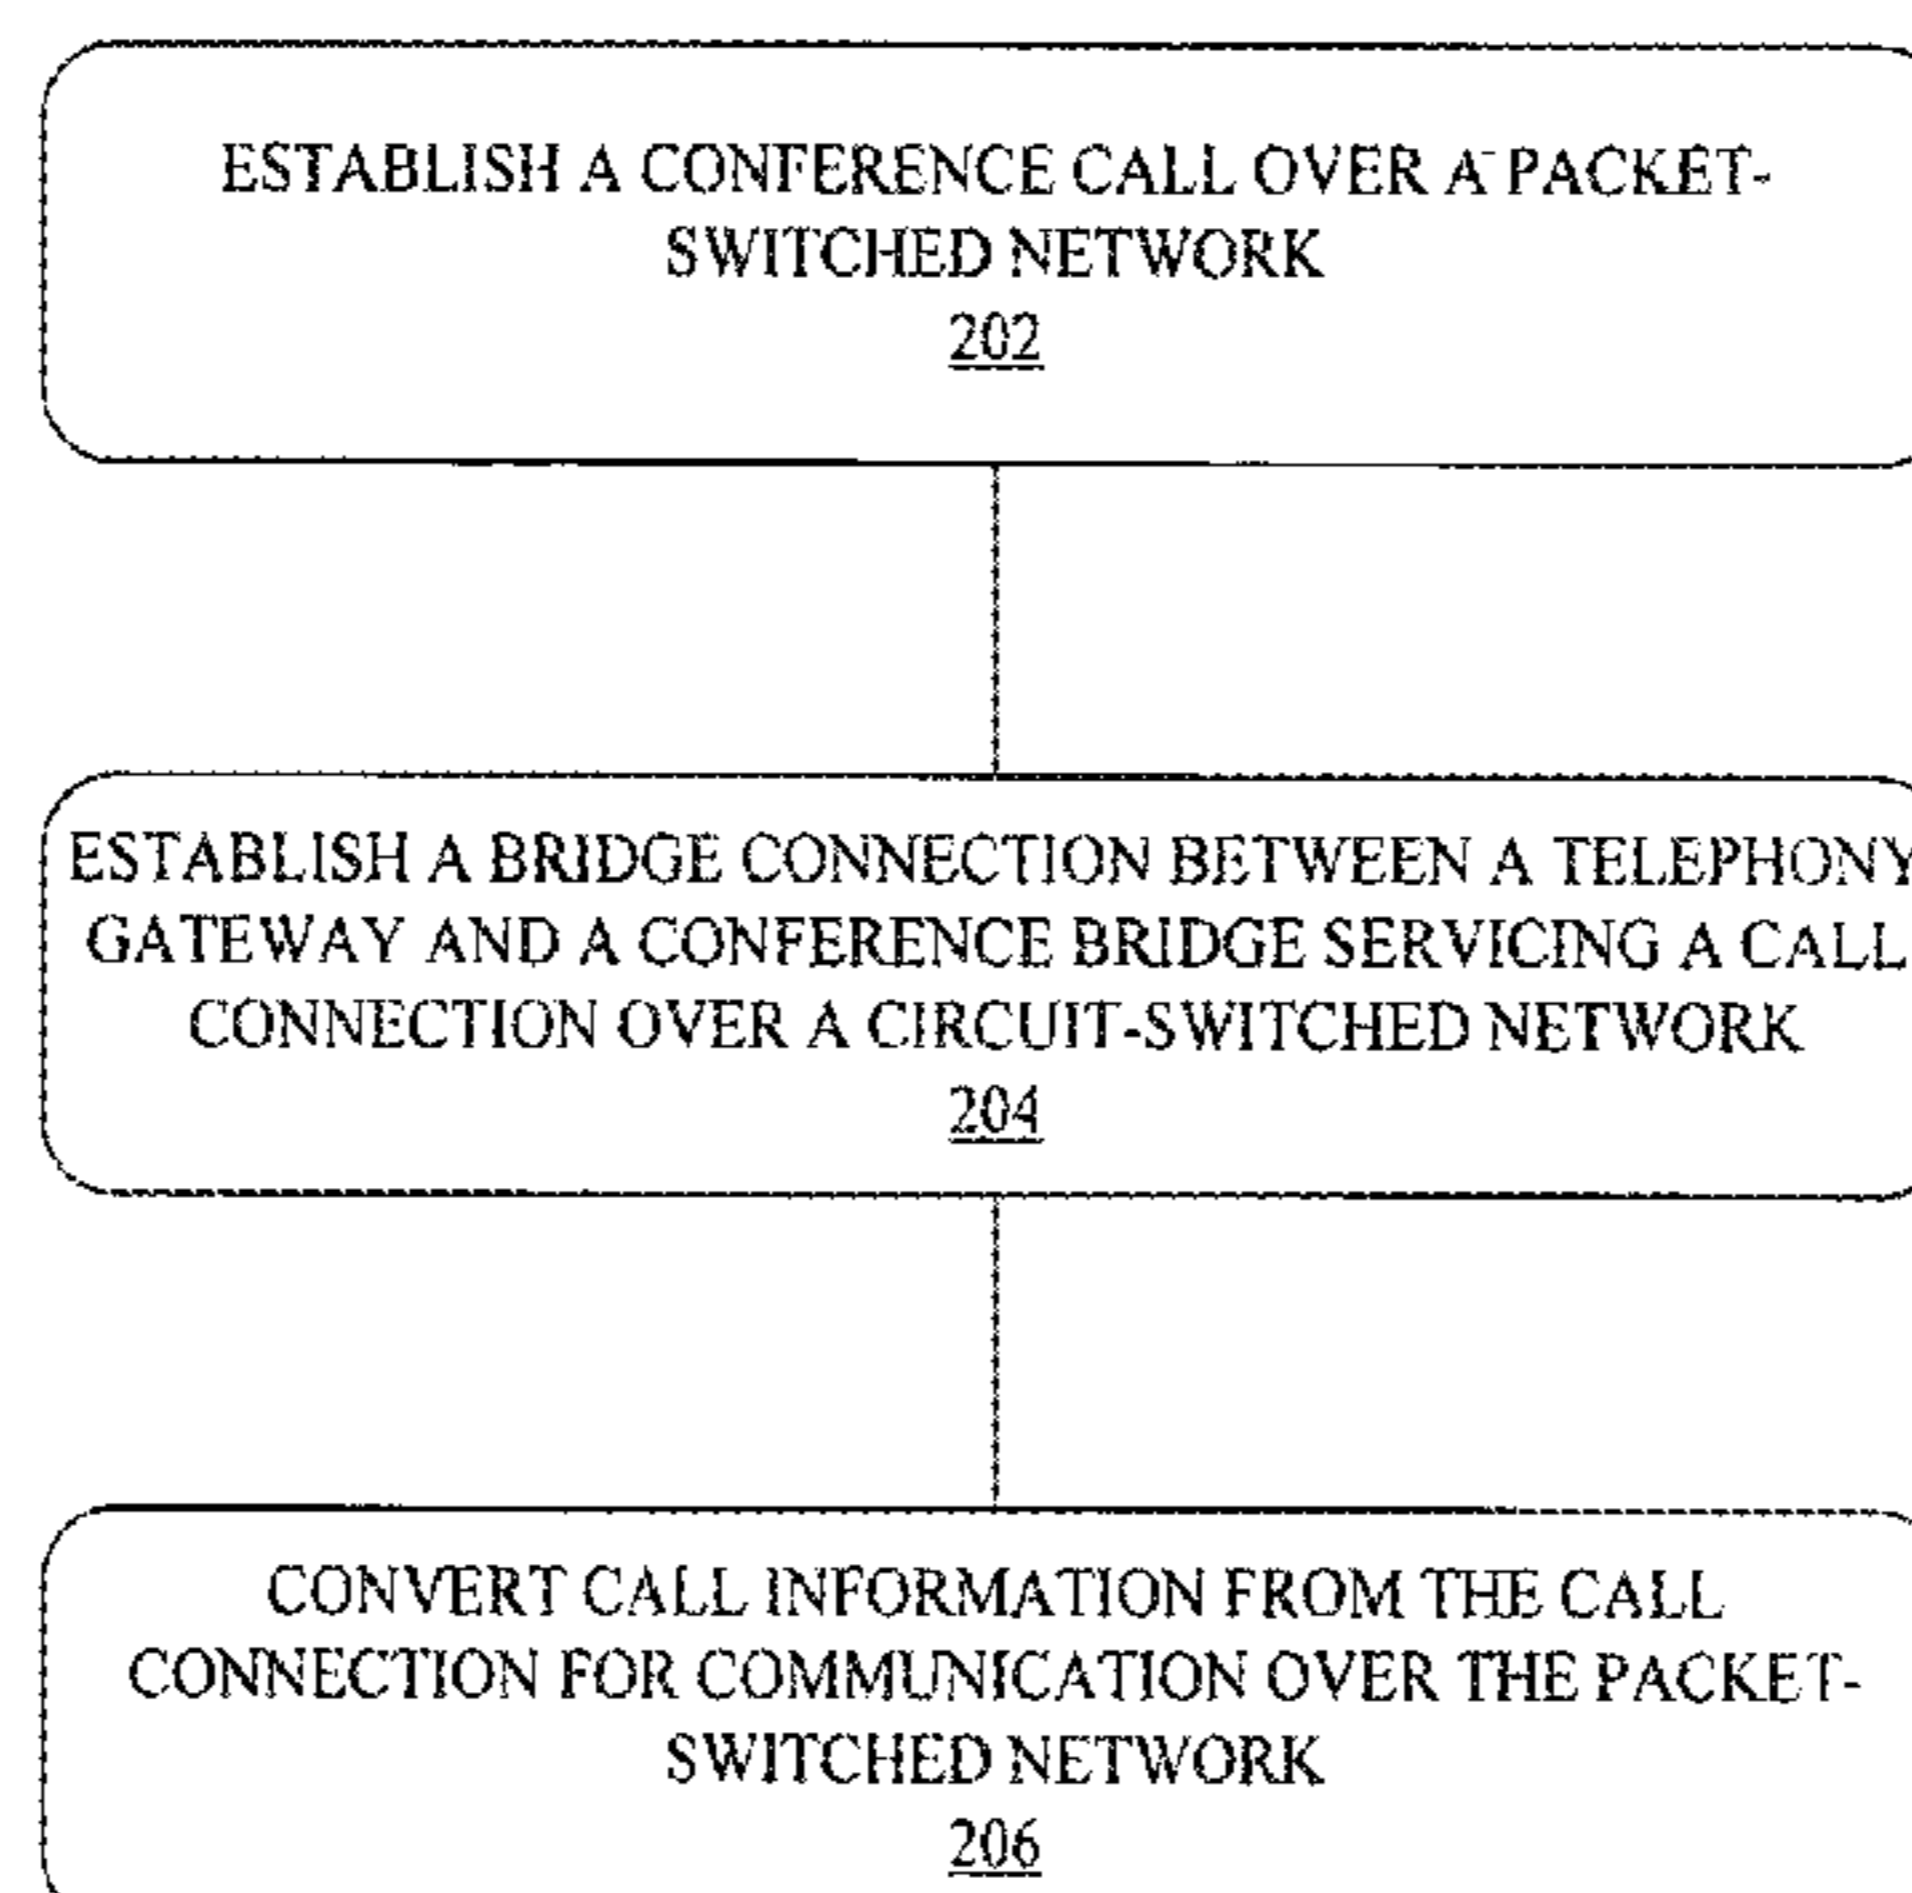 ESTABLISH A CONFERENCE CALL OVER A PACKET-
SWITCHED NETWORK
202
ESTABLISH A BRIDGE CONNECTION BETWEEN A TELEPHONY
GATEWAY AND A CONFERENCE BRIDGE SERVICING A CALL
CONNECTION OVER A CIRCUIT-SWITCHED NETWORK
204
CONVERT CALL INFORMATION FROM THE CALL
CONNECTION FOR COMMUNICATION OVER THE PACKET-
SWITCHED NETWORK
206